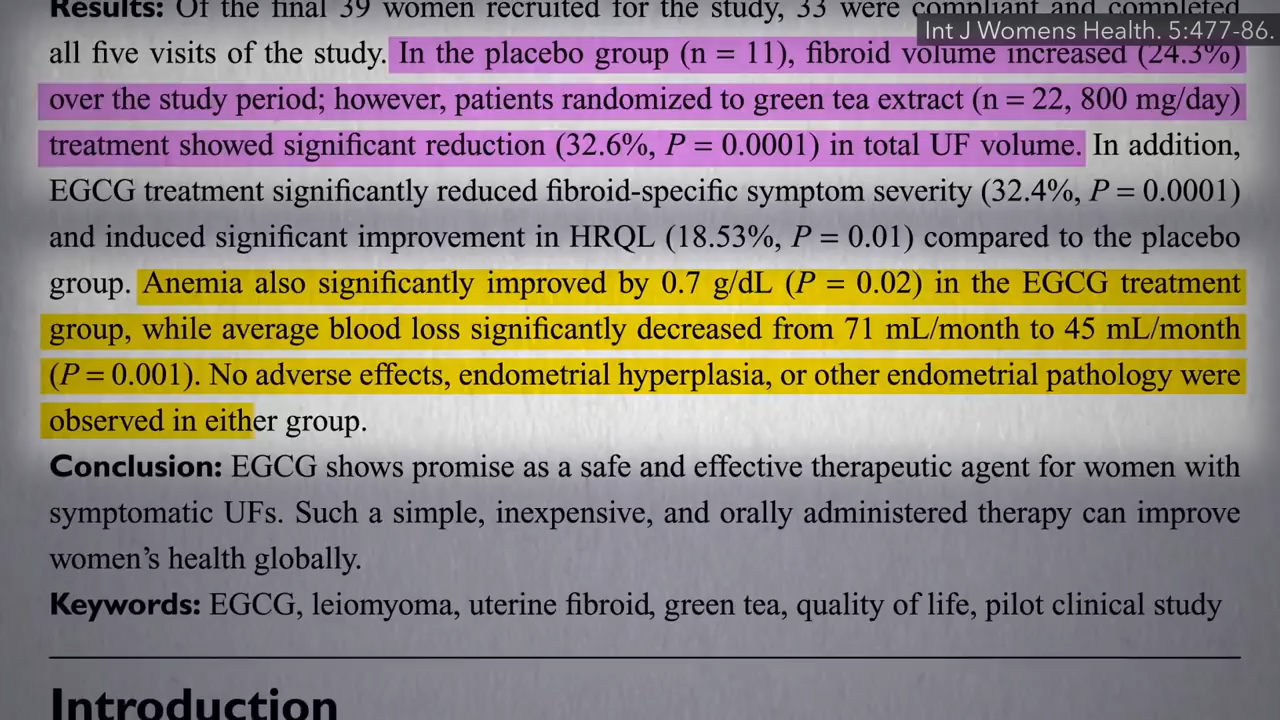 Results: Of the final 39 women recruited for the study, 33 were compliant and completed
Int J Womens Health. 5:477-86.
all five visits of the study. In the placebo group (n = 11), fibroid volume increased (24.3%)
over the study period; however, patients randomized to green tea extract (n = 22, 800 mg/day)
treatment showed significant reduction (32.6%, P = 0.0001) in total UF volume. In addition,
EGCG treatment significantly reduced fibroid-specific symptom severity (32.4%, P = 0.0001)
and induced significant improvement in HRQL (18.53%, P = 0.01) compared to the placebo
group. Anemia also significantly improved by 0.7 g/dL (P = 0.02) in the EGCG treatment
group, while average blood loss significantly decreased from 71 mL/month to 45 mL/month
(P = 0.001). No adverse effects, endometrial hyperplasia, or other endometrial pathology were
observed in either group.
Conclusion: EGCG shows promise as a safe and effective therapeutic agent for women with
symptomatic UFs. Such a simple, inexpensive, and orally administered therapy can improve
women’s health globally.
Keywords: EGCG, leiomyoma, uterine fibroid, green tea, quality of life, pilot clinical study
Introduction